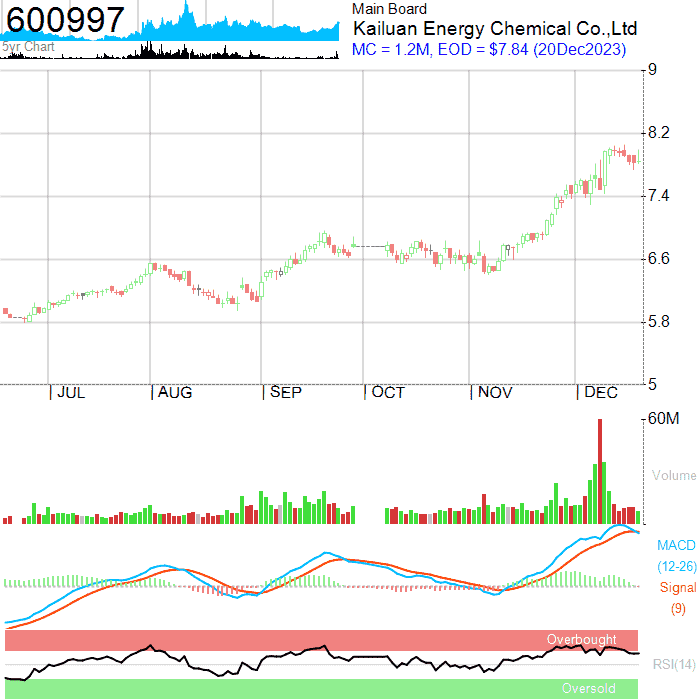 600997
5yr Chart
Main Board
Kailuan Energy Chemical Co.,Ltd
MC = 1.2M, EOD = $7.84 (20Dec2023)
9
8.2
7.4
6.6
5.8
5
JUL AUG SEP OCT NOV DEC
60M
Volume
MACD
(12-26)
Signal
(9)
Overbought
RSI(14)
Oversold